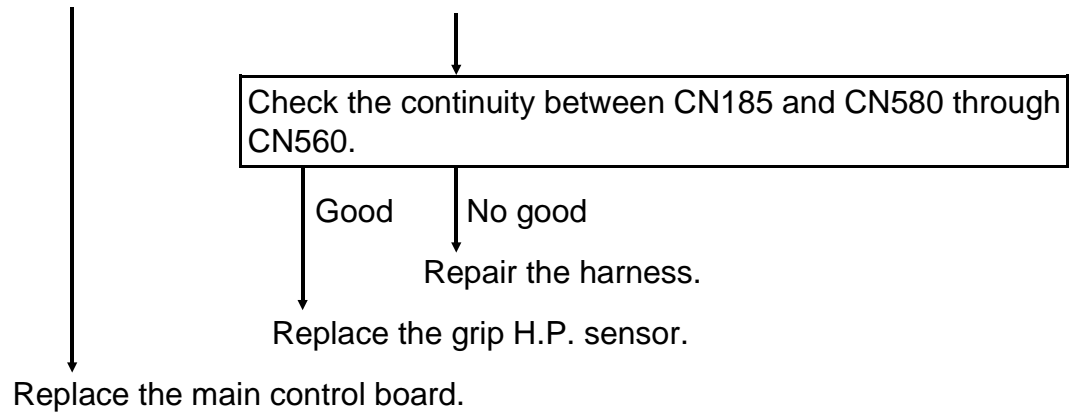 Check the continuity between CN185 and CN580 through
CN560.
Good
No good
Repair the harness.
Replace the grip H.P. sensor.
Replace the main control board.